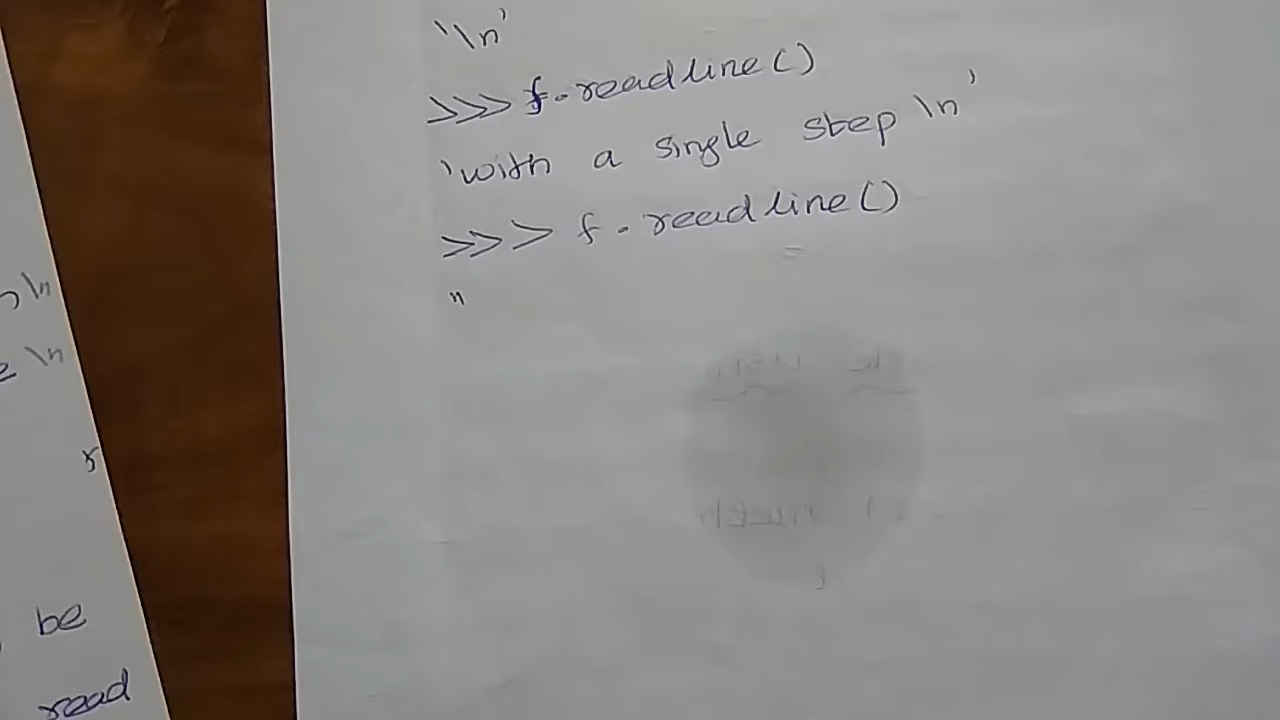 '\n'
>>> f.readline()
'with a single step \n'
>>> f.readline()
''
\n
\n
be
read